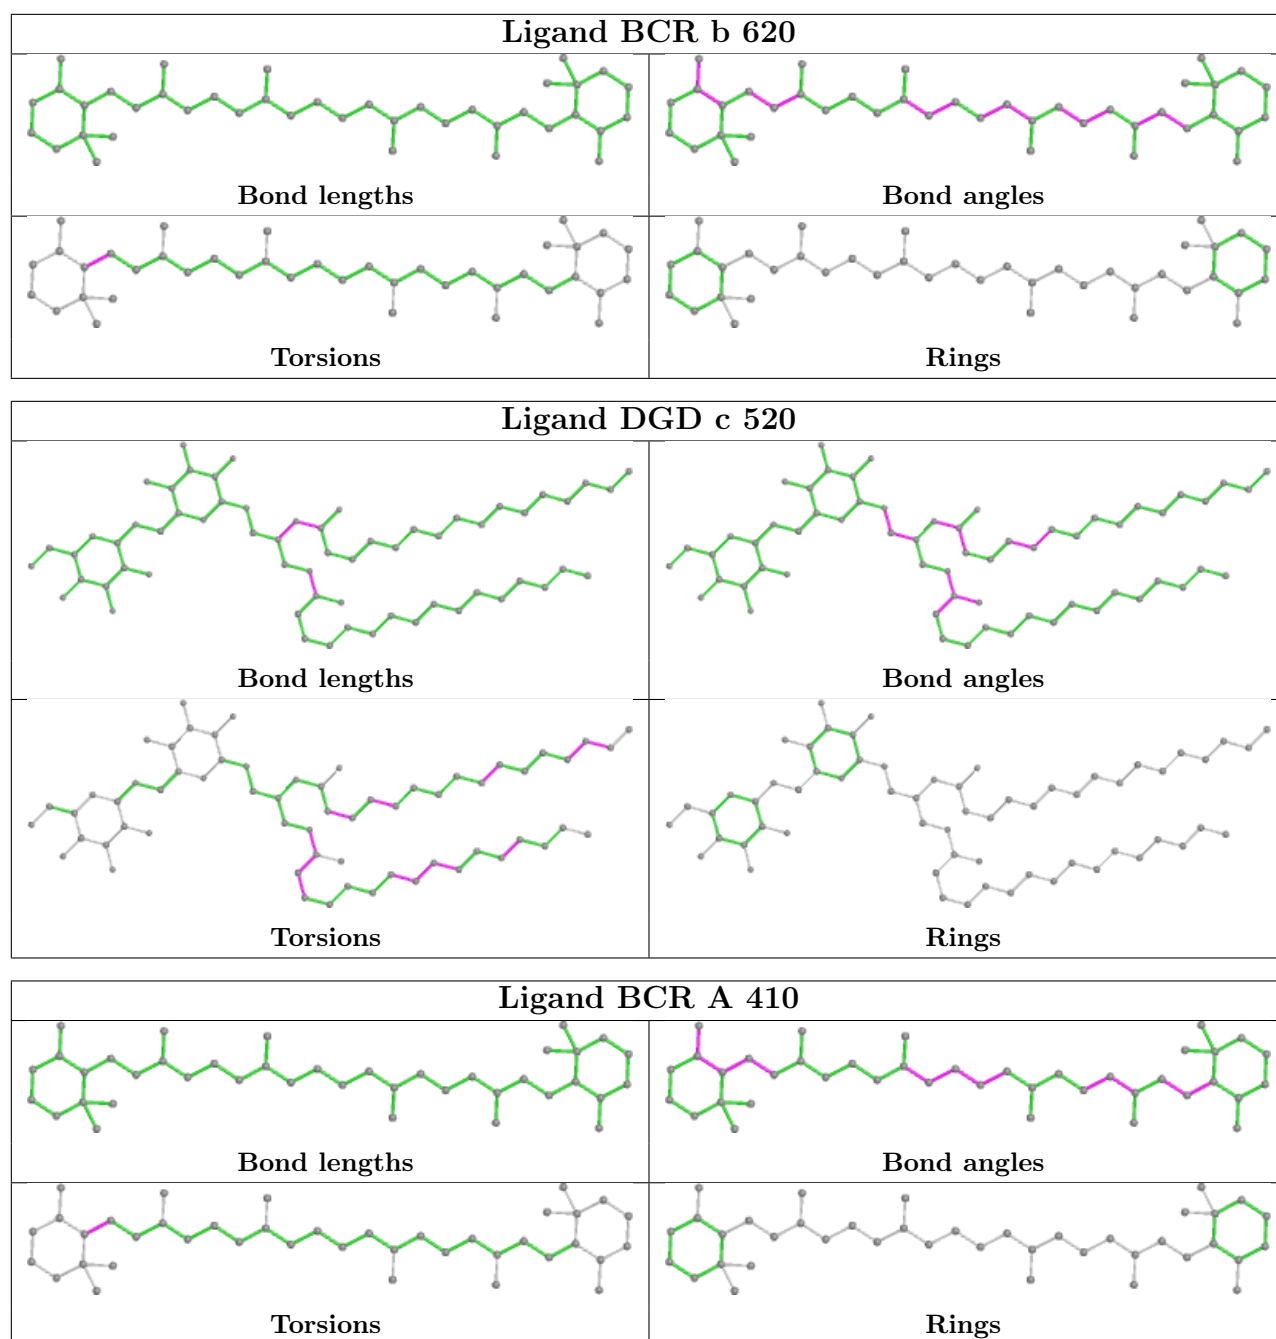 Ligand BCR b 620
Bond lengths
Bond angles
Torsions
Rings
Ligand DGD c 520
Bond lengths
Bond angles
Torsions
Rings
Ligand BCR A 410
Bond lengths
Bond angles
Torsions
Rings